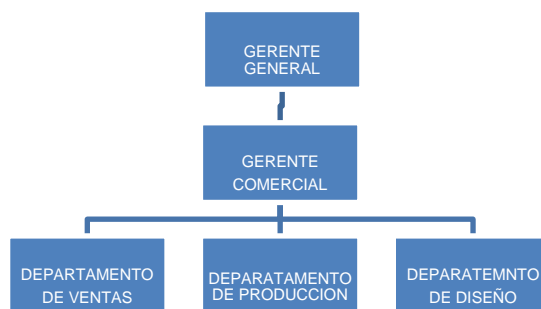 GERENTE
GENERAL
GERENTE
COMERCIAL
DEPARTAMENTO
DE VENTAS
DEPARATAMENTO
DE PRODUCCION
DEPARATEMNTO
DE DISEÑO